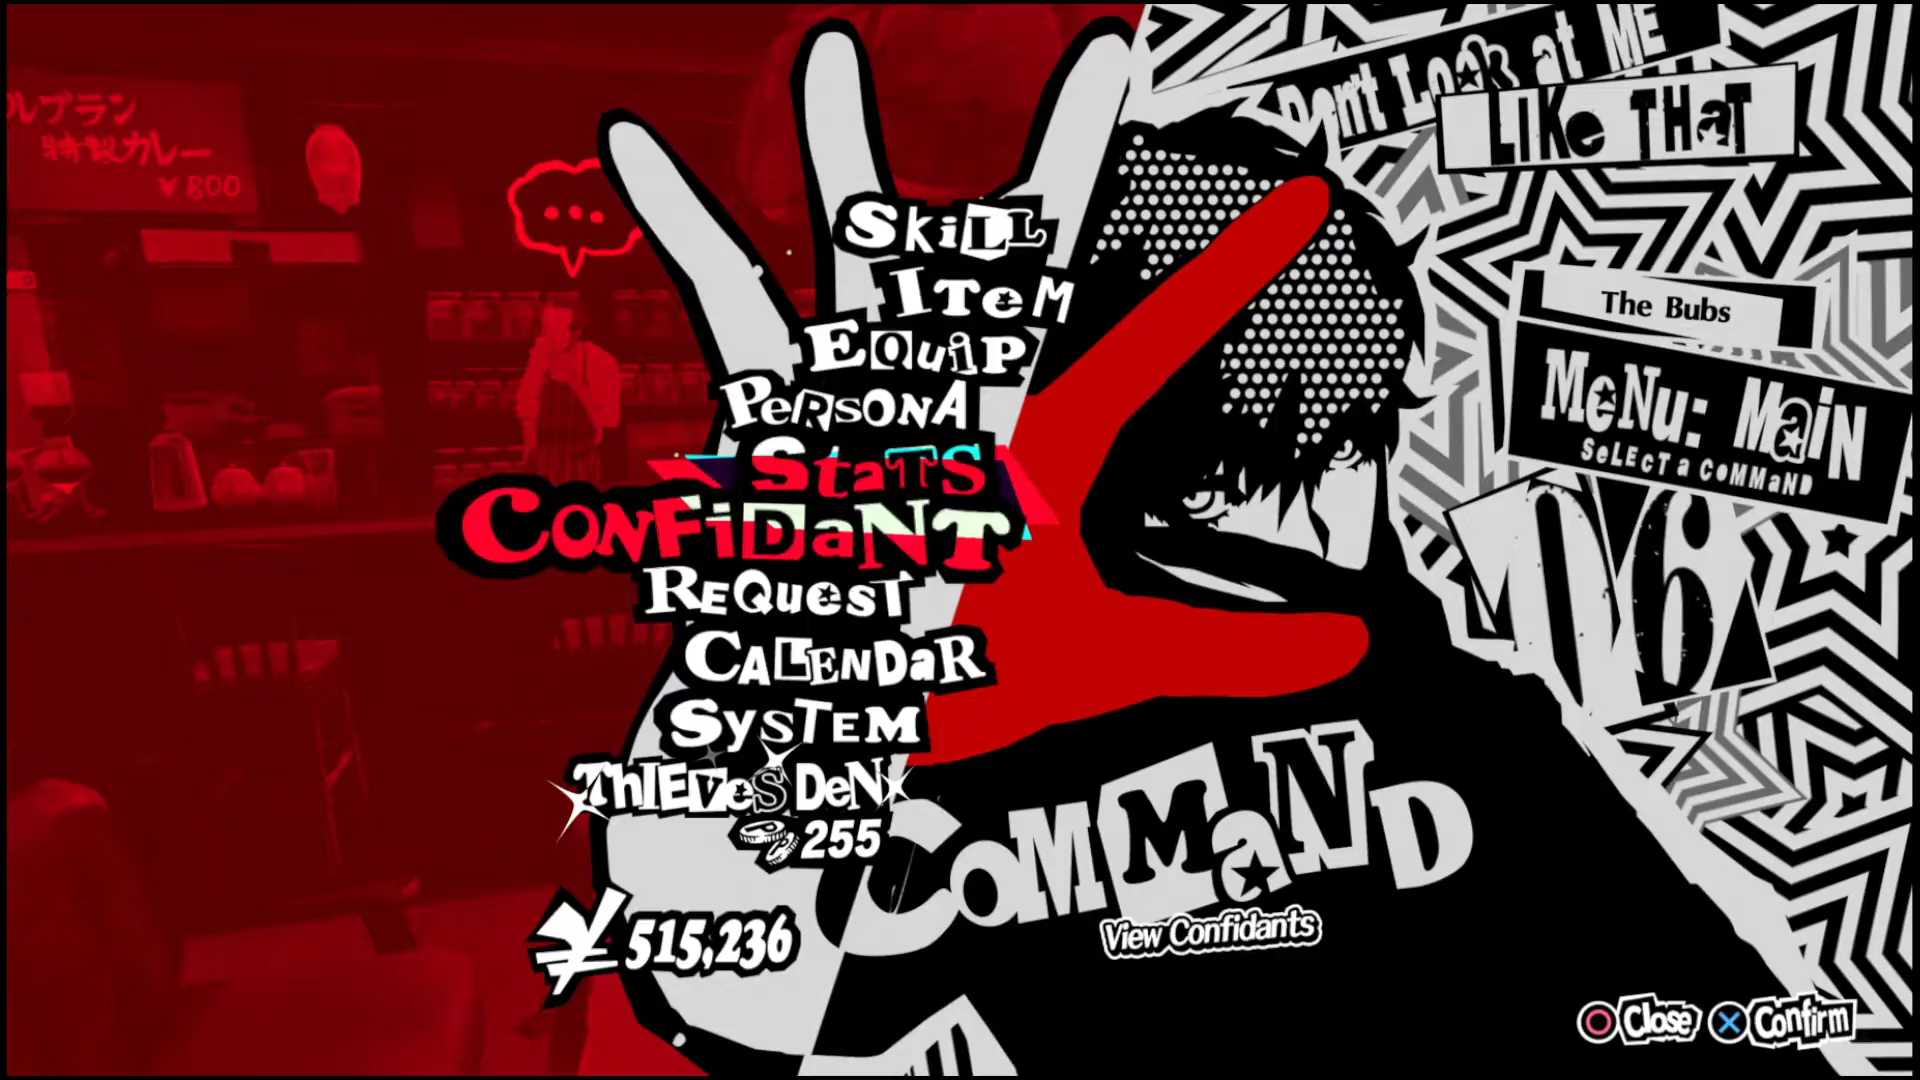 ルブラン
特製カレー
￥800
...
Don't Look at ME
LIKe THat
The Bubs
MeNu: MaiN
SeLEcT a CoMMaND
06
SkiLL
ITeM
EQuiP
PeRSONA
StaTS
CONFiDaNT
REQuesT
CALENDaR
SySTEM
ThIEVeS DeN
255
¥515,236
CoMMaND
View Confidants
Close
Confirm